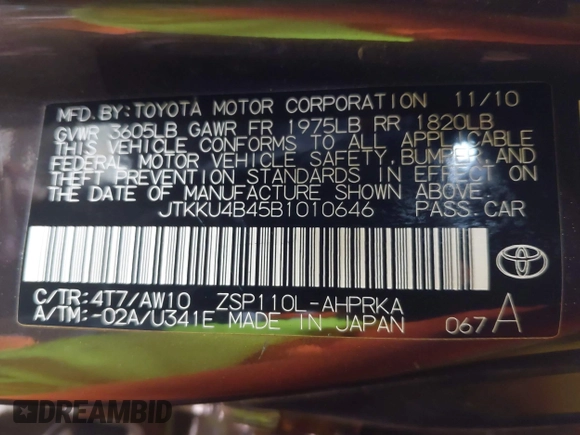 MFD. BY: TOYOTA MOTOR CORPORATION 11/10
GVWR 3605LB GAWR FR 1975LB RR 1820LB
THIS VEHICLE CONFORMS TO ALL APPLICABLE
FEDERAL MOTOR VEHICLE SAFETY, BUMPER, AND
THEFT PREVENTION STANDARDS IN EFFECT ON
THE DATE OF MANUFACTURE SHOWN ABOVE.
JTKKU4B45B1010646 PASS.CAR
C/TR: 4T7/AW10 ZSP110L-AHPRKA
A/TM: -02A/U341E MADE IN JAPAN 067A
DREAMBID